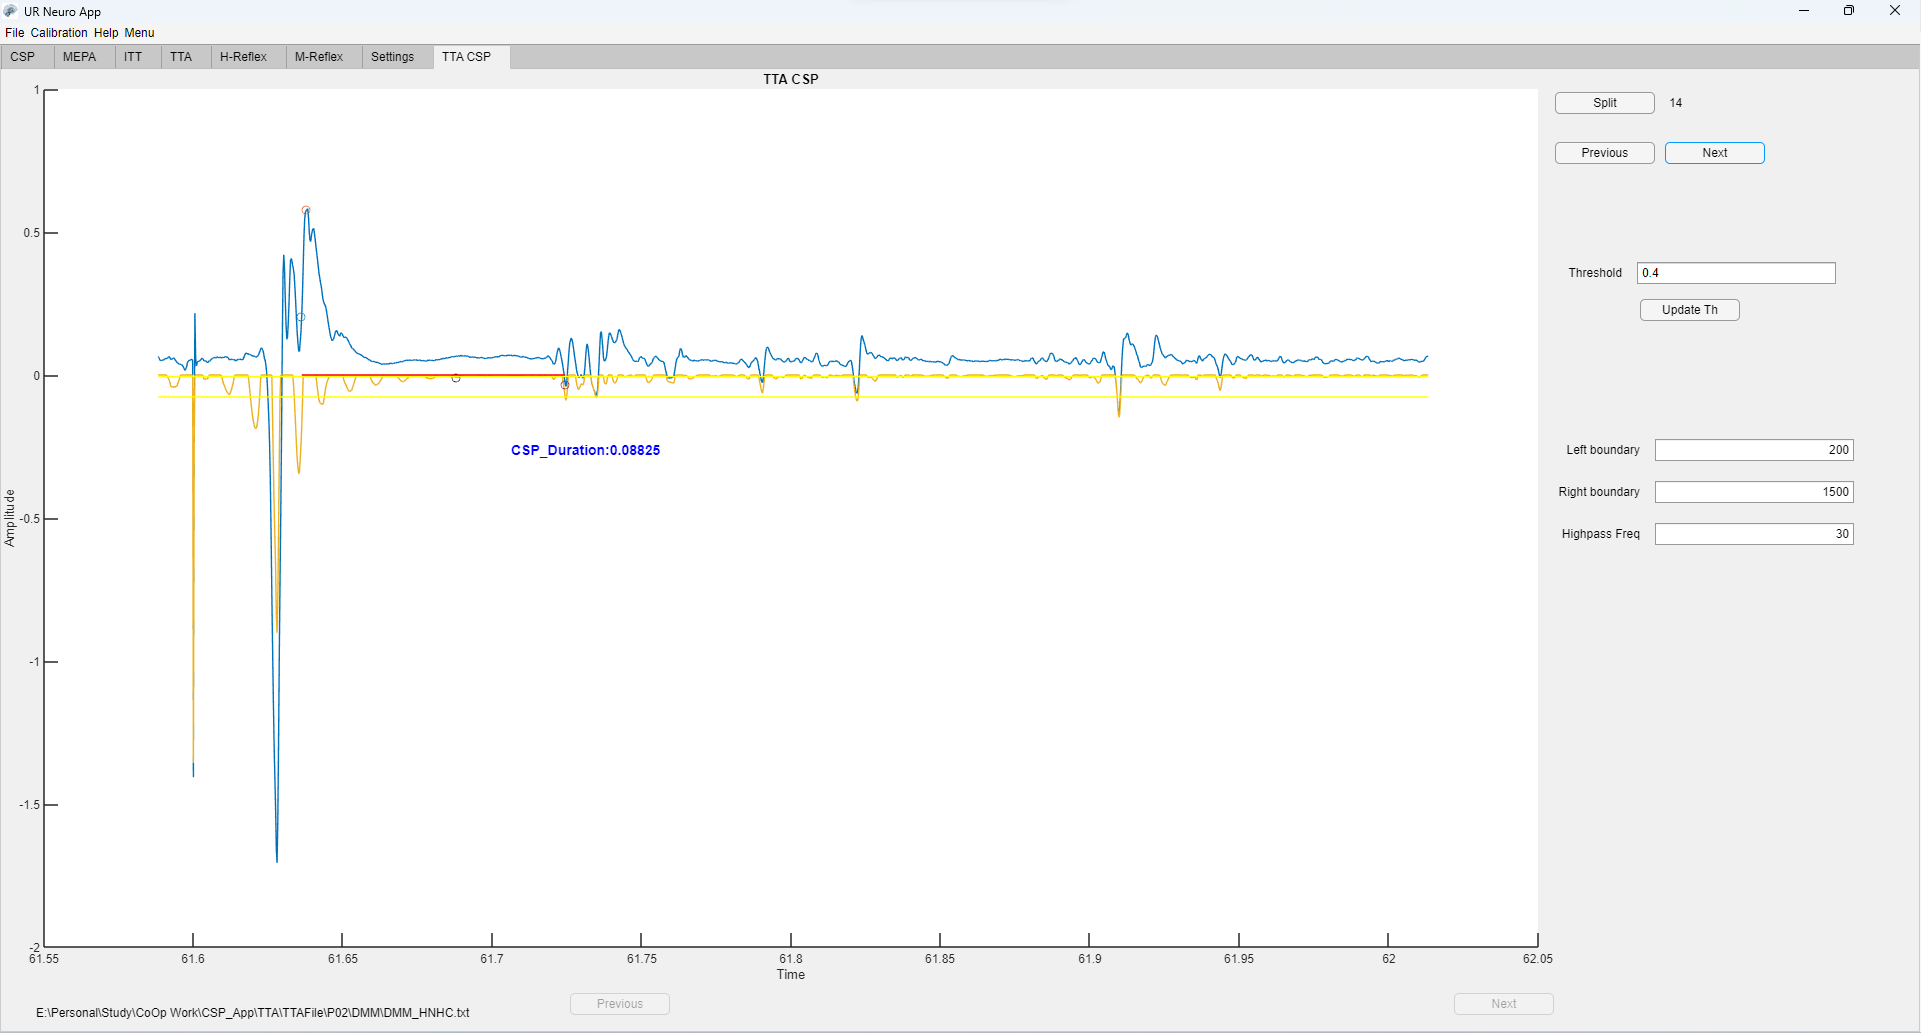 UR Neuro App
File Calibration Help Menu
CSP MEPA ITT TTA H-Reflex M-Reflex Settings TTA CSP
TTA CSP
Split 14
Previous Next
Threshold 0.4
Update Th
Left boundary 200
Right boundary 1500
Highpass Freq 30
1
0.5
0
-0.5
-1
-1.5
-2
Amplitude
CSP_Duration:0.08825
61.55 61.6 61.65 61.7 61.75 61.8 61.85 61.9 61.95 62 62.05
Time
Previous Next
E:\Personal\Study\CoOp Work\CSP_App\TTA\TTAFile\P02\DMM\DMM_HNHC.txt